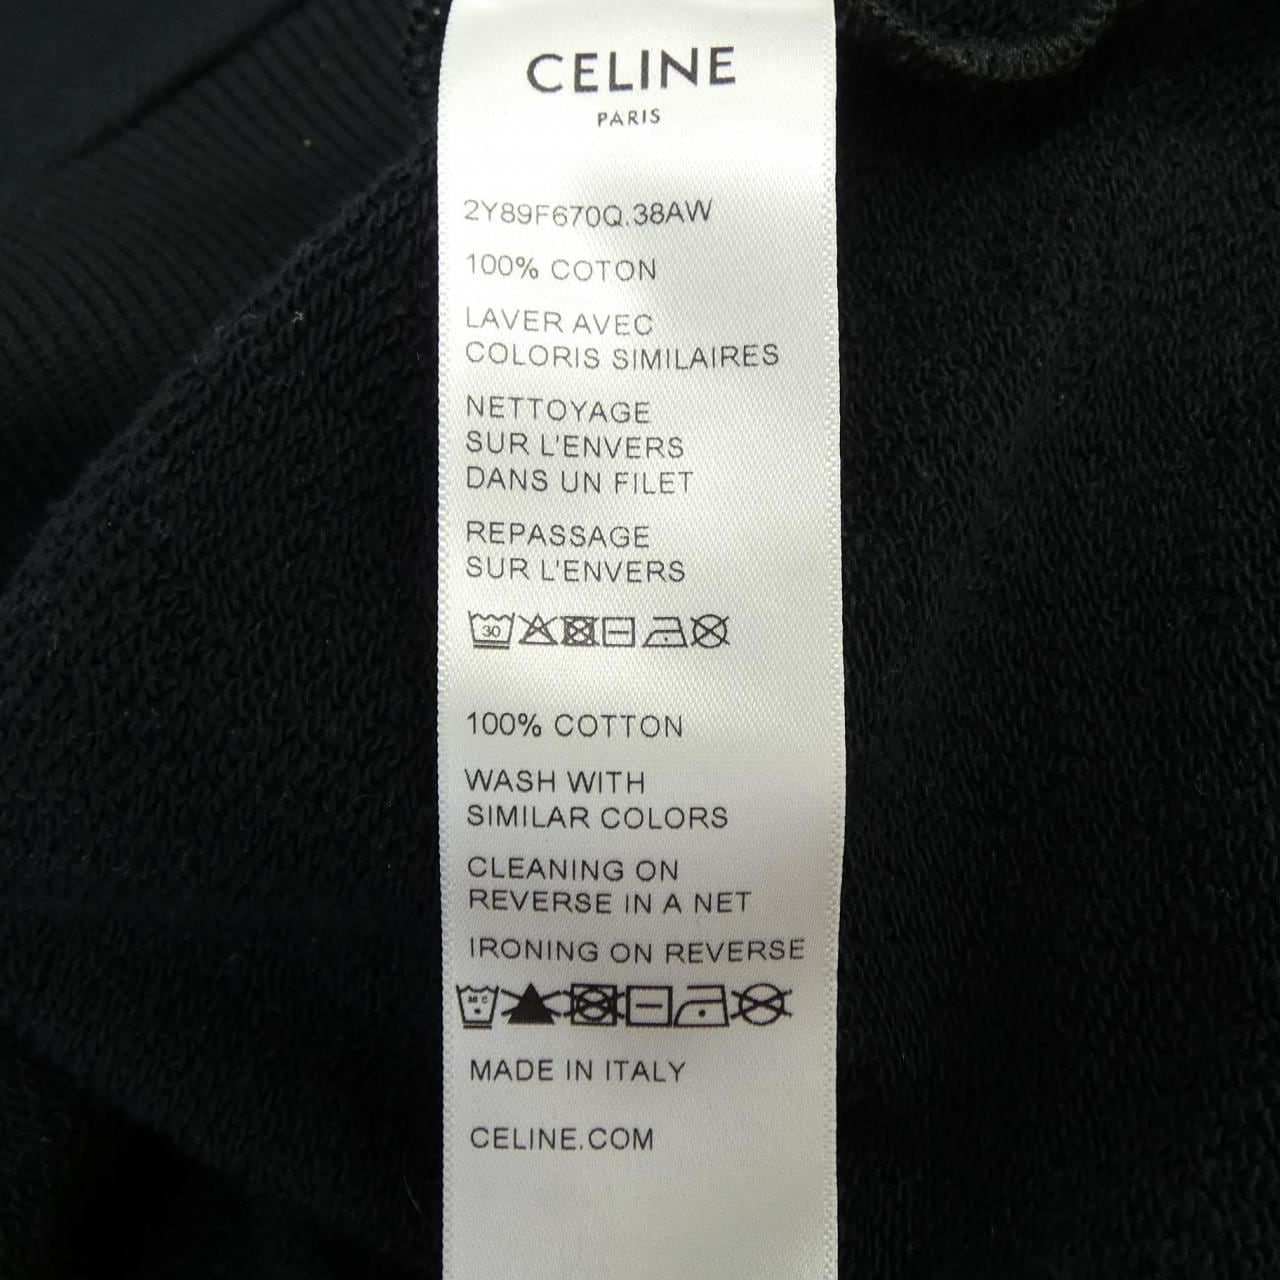 CELINE
PARIS
2Y89F670Q.38AW
100% COTON
LAVER AVEC
COLORIS SIMILAIRES
NETTOYAGE
SUR L'ENVERS
DANS UN FILET
REPASSAGE
SUR L'ENVERS
30
100% COTTON
WASH WITH
SIMILAR COLORS
CLEANING ON
REVERSE IN A NET
IRONING ON REVERSE
MADE IN ITALY
CELINE.COM